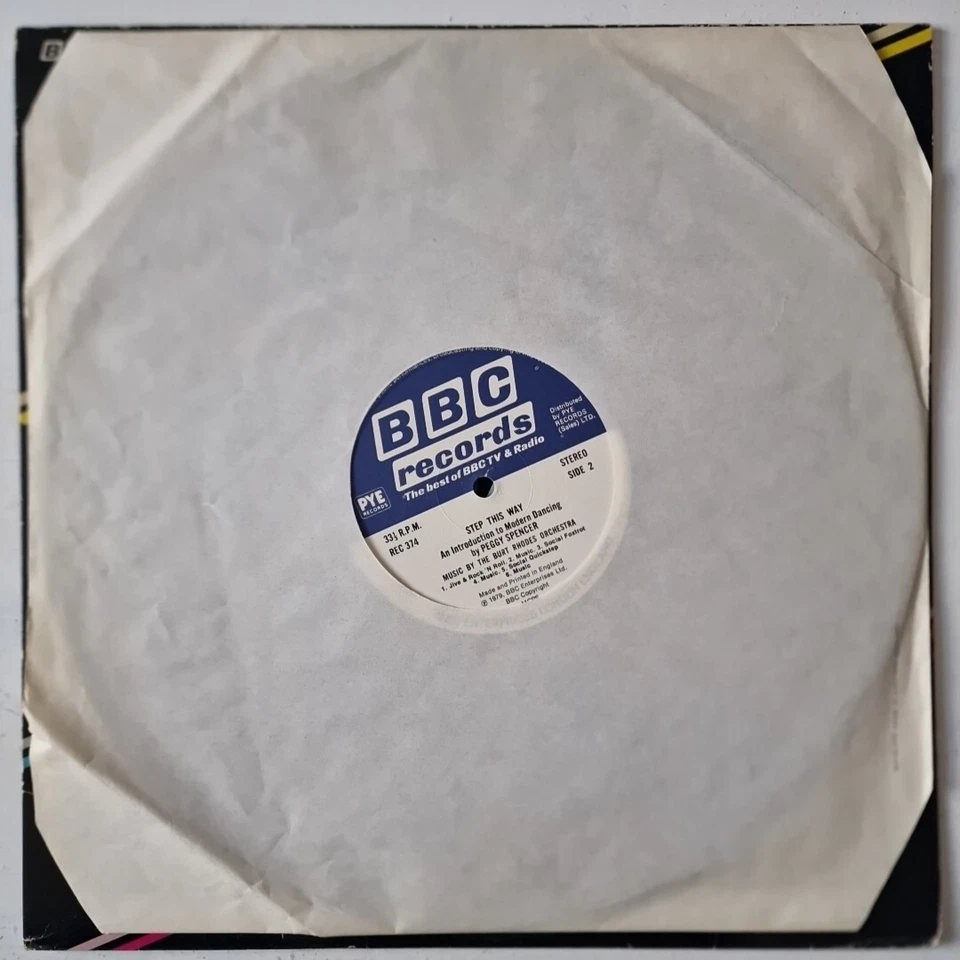 B
BBC
records
The best of BBC TV & Radio
Distributed
by PYE
RECORDS
(Sales) LTD.
PYE
RECORDS
33⅓ R.P.M.
REC 374
STEREO
SIDE 2
STEP THIS WAY
An Introduction to Modern Dancing
by PEGGY SPENCER
MUSIC BY THE BURT RHODES ORCHESTRA
1. Jive & Rock 'N Roll. 2. Music. 3. Social Foxtrot
4. Music. 5. Social Quickstep
6. Music
Made and Printed in England
℗ 1979, BBC Enterprises Ltd.
BBC Copyright